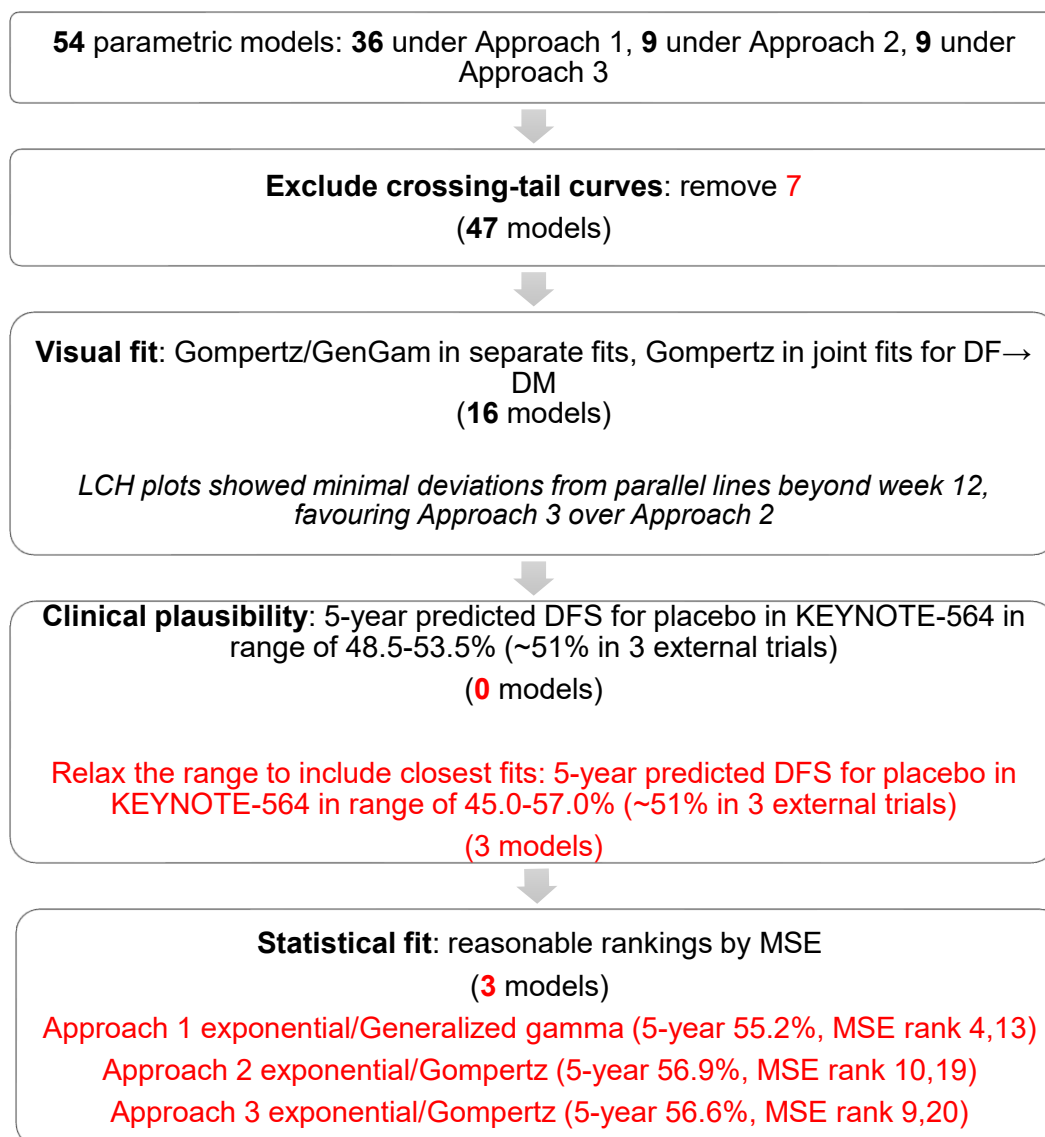 54 parametric models: 36 under Approach 1, 9 under Approach 2, 9 under
Approach 3
Exclude crossing-tail curves: remove 7
(47 models)
Visual fit: Gompertz/GenGam in separate fits, Gompertz in joint fits for DF→
DM
(16 models)
LCH plots showed minimal deviations from parallel lines beyond week 12,
favouring Approach 3 over Approach 2
Clinical plausibility: 5-year predicted DFS for placebo in KEYNOTE-564 in
range of 48.5-53.5% (~51% in 3 external trials)
(0 models)
Relax the range to include closest fits: 5-year predicted DFS for placebo in
KEYNOTE-564 in range of 45.0-57.0% (~51% in 3 external trials)
(3 models)
Statistical fit: reasonable rankings by MSE
(3 models)
Approach 1 exponential/Generalized gamma (5-year 55.2%, MSE rank 4,13)
Approach 2 exponential/Gompertz (5-year 56.9%, MSE rank 10,19)
Approach 3 exponential/Gompertz (5-year 56.6%, MSE rank 9,20)